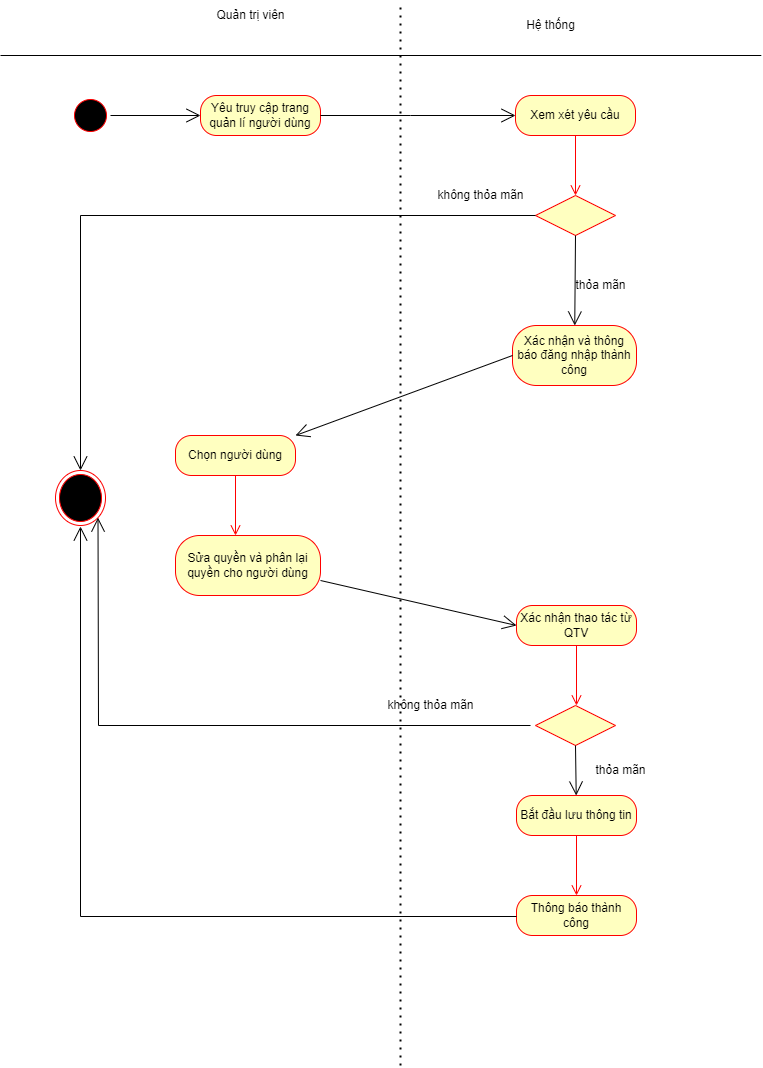 Quản trị viên
Hệ thống
Yêu truy cập trang
quản lí người dùng
Xem xét yêu cầu
không thỏa mãn
thỏa mãn
Xác nhận và thông
báo đăng nhập thành
công
Chọn người dùng
Sửa quyền và phân lại
quyền cho người dùng
Xác nhận thao tác từ
QTV
không thỏa mãn
thỏa mãn
Bắt đầu lưu thông tin
Thông báo thành
công